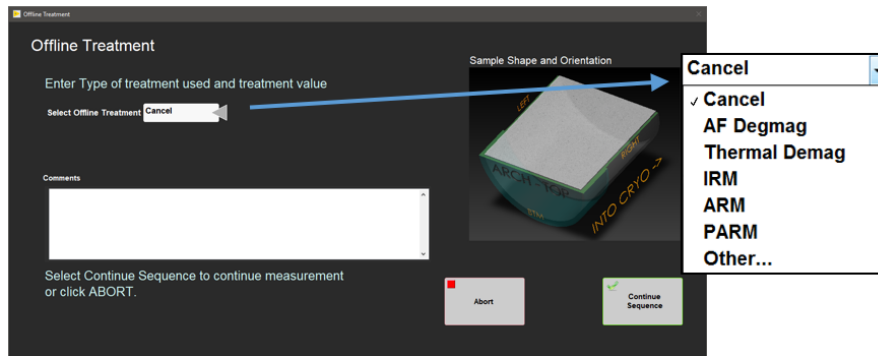 Offline Treatment
Offline Treatment
Enter Type of treatment used and treatment value
Select Offline Treatment Cancel
Comments
Select Continue Sequence to continue measurement
or click ABORT.
Sample Shape and Orientation
LEFT
RIGHT
ARCH - TOP
INTO CRYO ->
Abort
Continue
Sequence
Cancel
✓ Cancel
AF Degmag
Thermal Demag
IRM
ARM
PARM
Other...